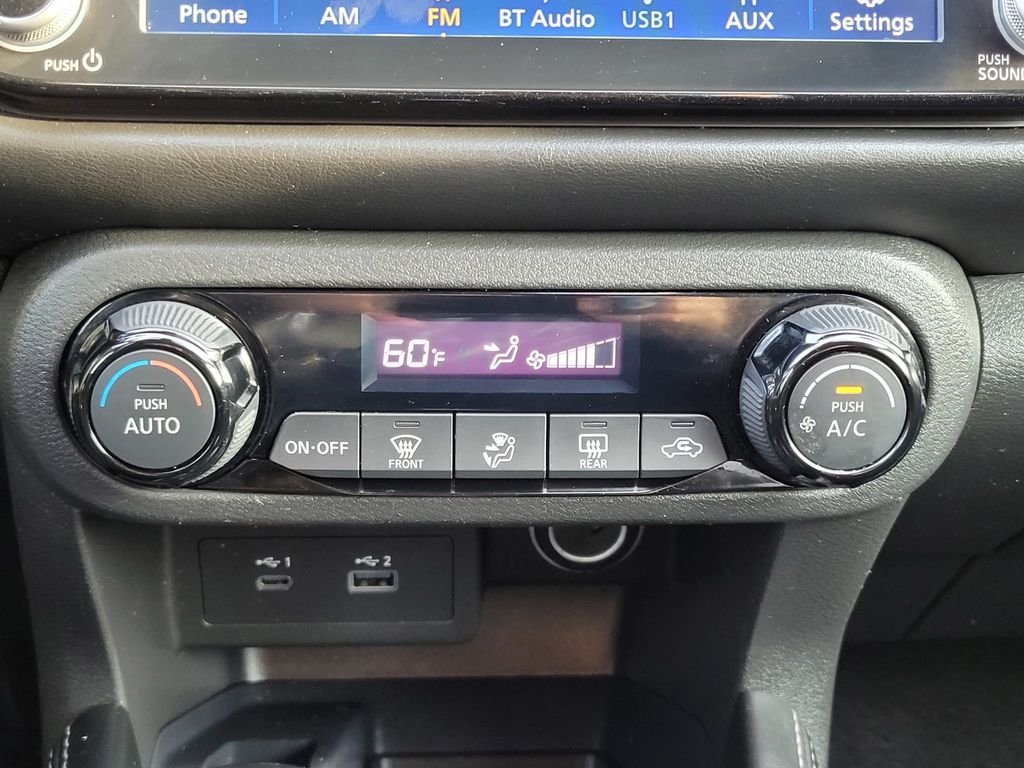 Phone AM FM BT Audio USB1 AUX Settings
PUSH
PUSH
SOUND
60°F
PUSH
AUTO
ON·OFF
FRONT
REAR
PUSH
A/C
1 2